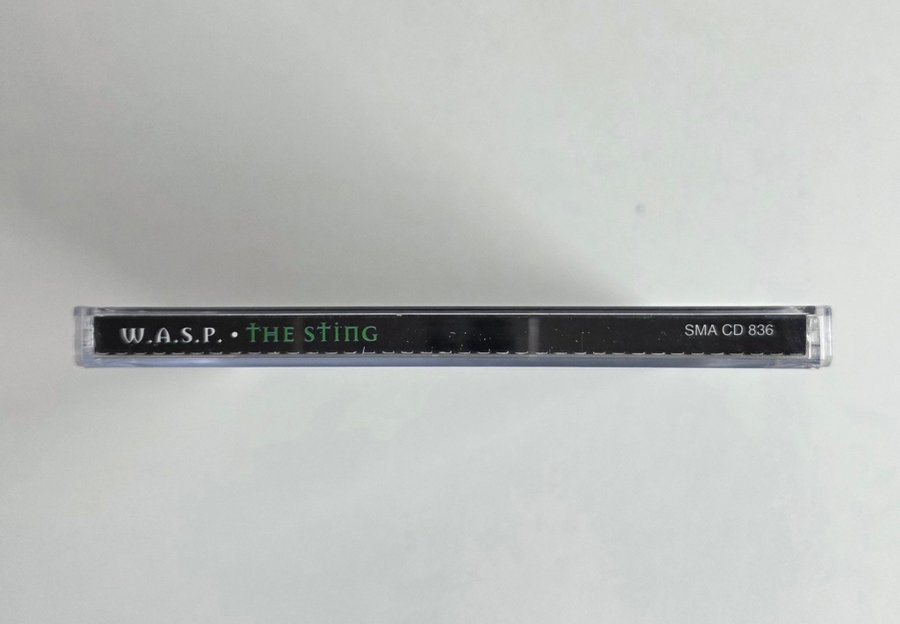 W.A.S.P. • THE STING SMA CD 836